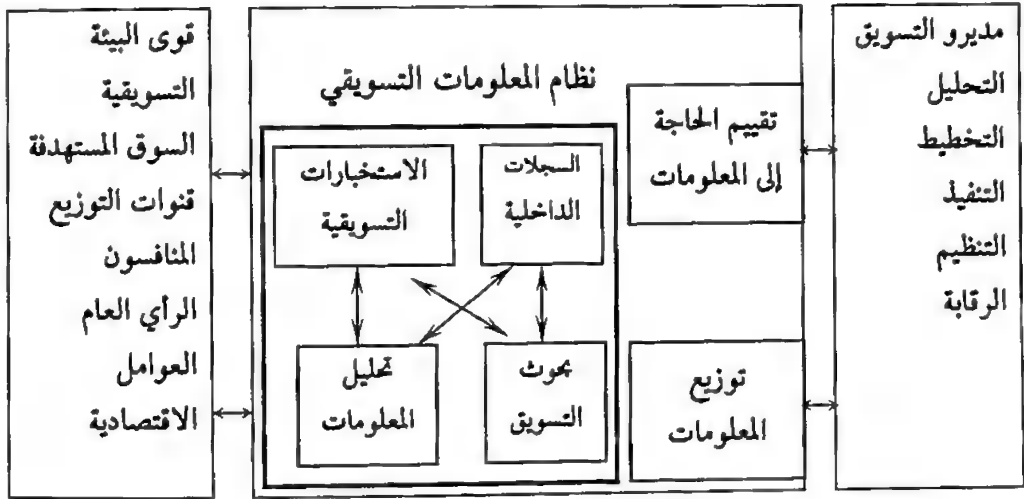 مديرو التسويق
التحليل
التخطيط
التنفيذ
التنظيم
الرقابة
نظام المعلومات التسويقي
تقييم الحاجة
إلى المعلومات
توزيع
المعلومات
السجلات
الداخلية
الاستخبارات
التسويقية
بحوث
التسويق
تحليل
المعلومات
قوى البيئة
التسويقية
السوق المستهدفة
قنوات التوزيع
المنافسون
الرأي العام
العوامل
الاقتصادية